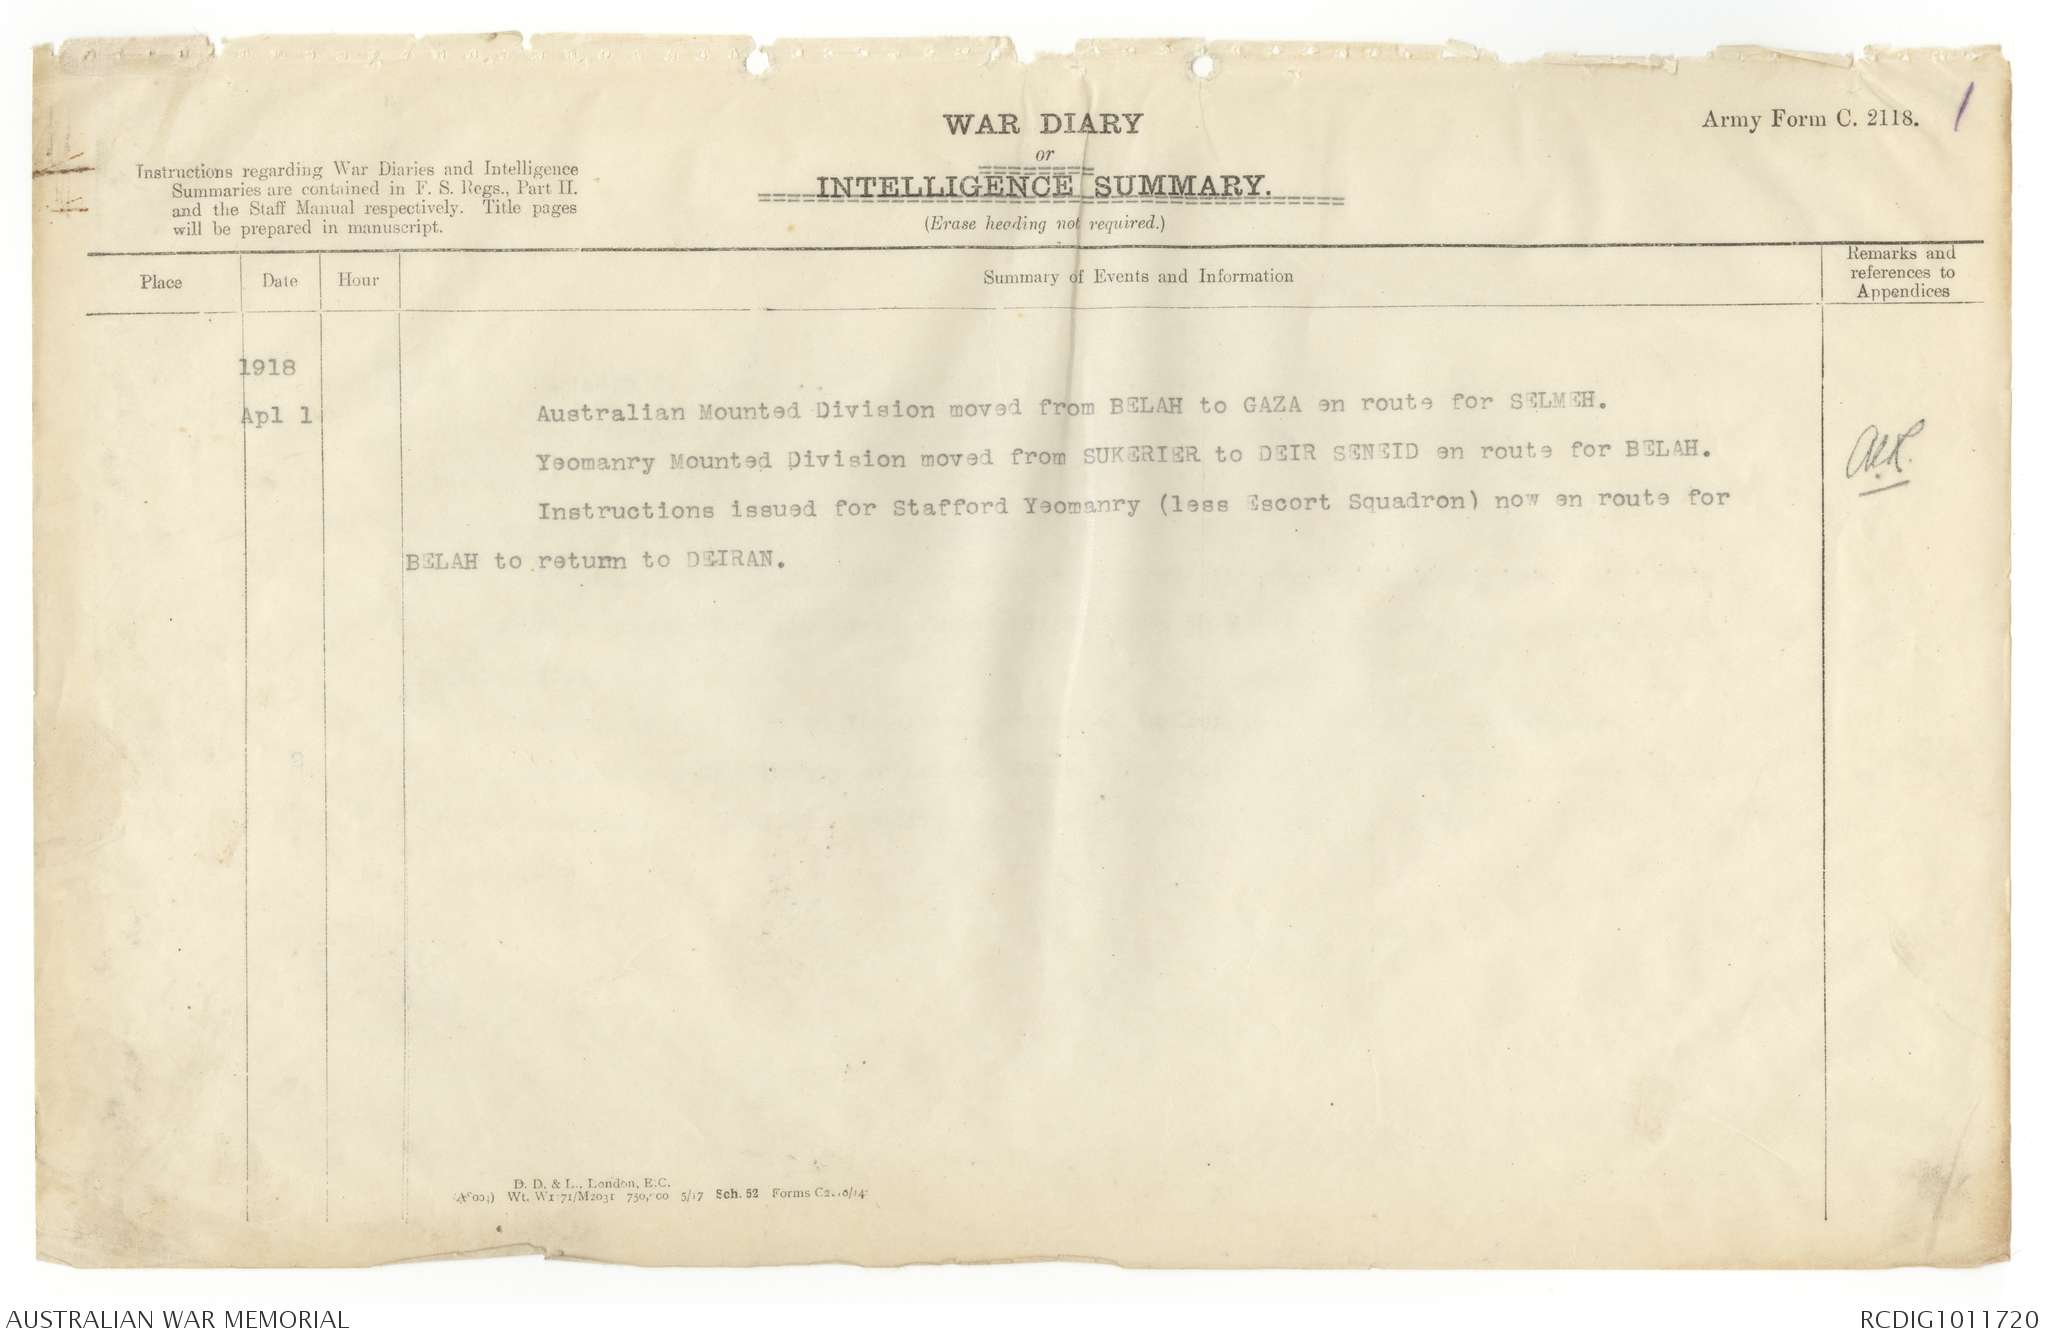 WAR DIARY
or
INTELLIGENCE SUMMARY.
(Erase heading not required.)
Army Form C. 2118.
1
Instructions regarding War Diaries and Intelligence
Summaries are contained in F. S. Regs., Part II.
and the Staff Manual respectively. Title pages
will be prepared in manuscript.
Place
Date
Hour
Summary of Events and Information
Remarks and
references to
Appendices
1918
Apl 1
Australian Mounted Division moved from BELAH to GAZA en route for SELMEH.
Yeomanry Mounted Division moved from SUKERIER to DEIR SENEID en route for BELAH.
Instructions issued for Stafford Yeomanry (less Escort Squadron) now en route for
BELAH to return to DEIRAN.
D. D. & L., London, E.C.
Sch. 52 Forms
AUSTRALIAN WAR MEMORIAL
RCDIG1011720